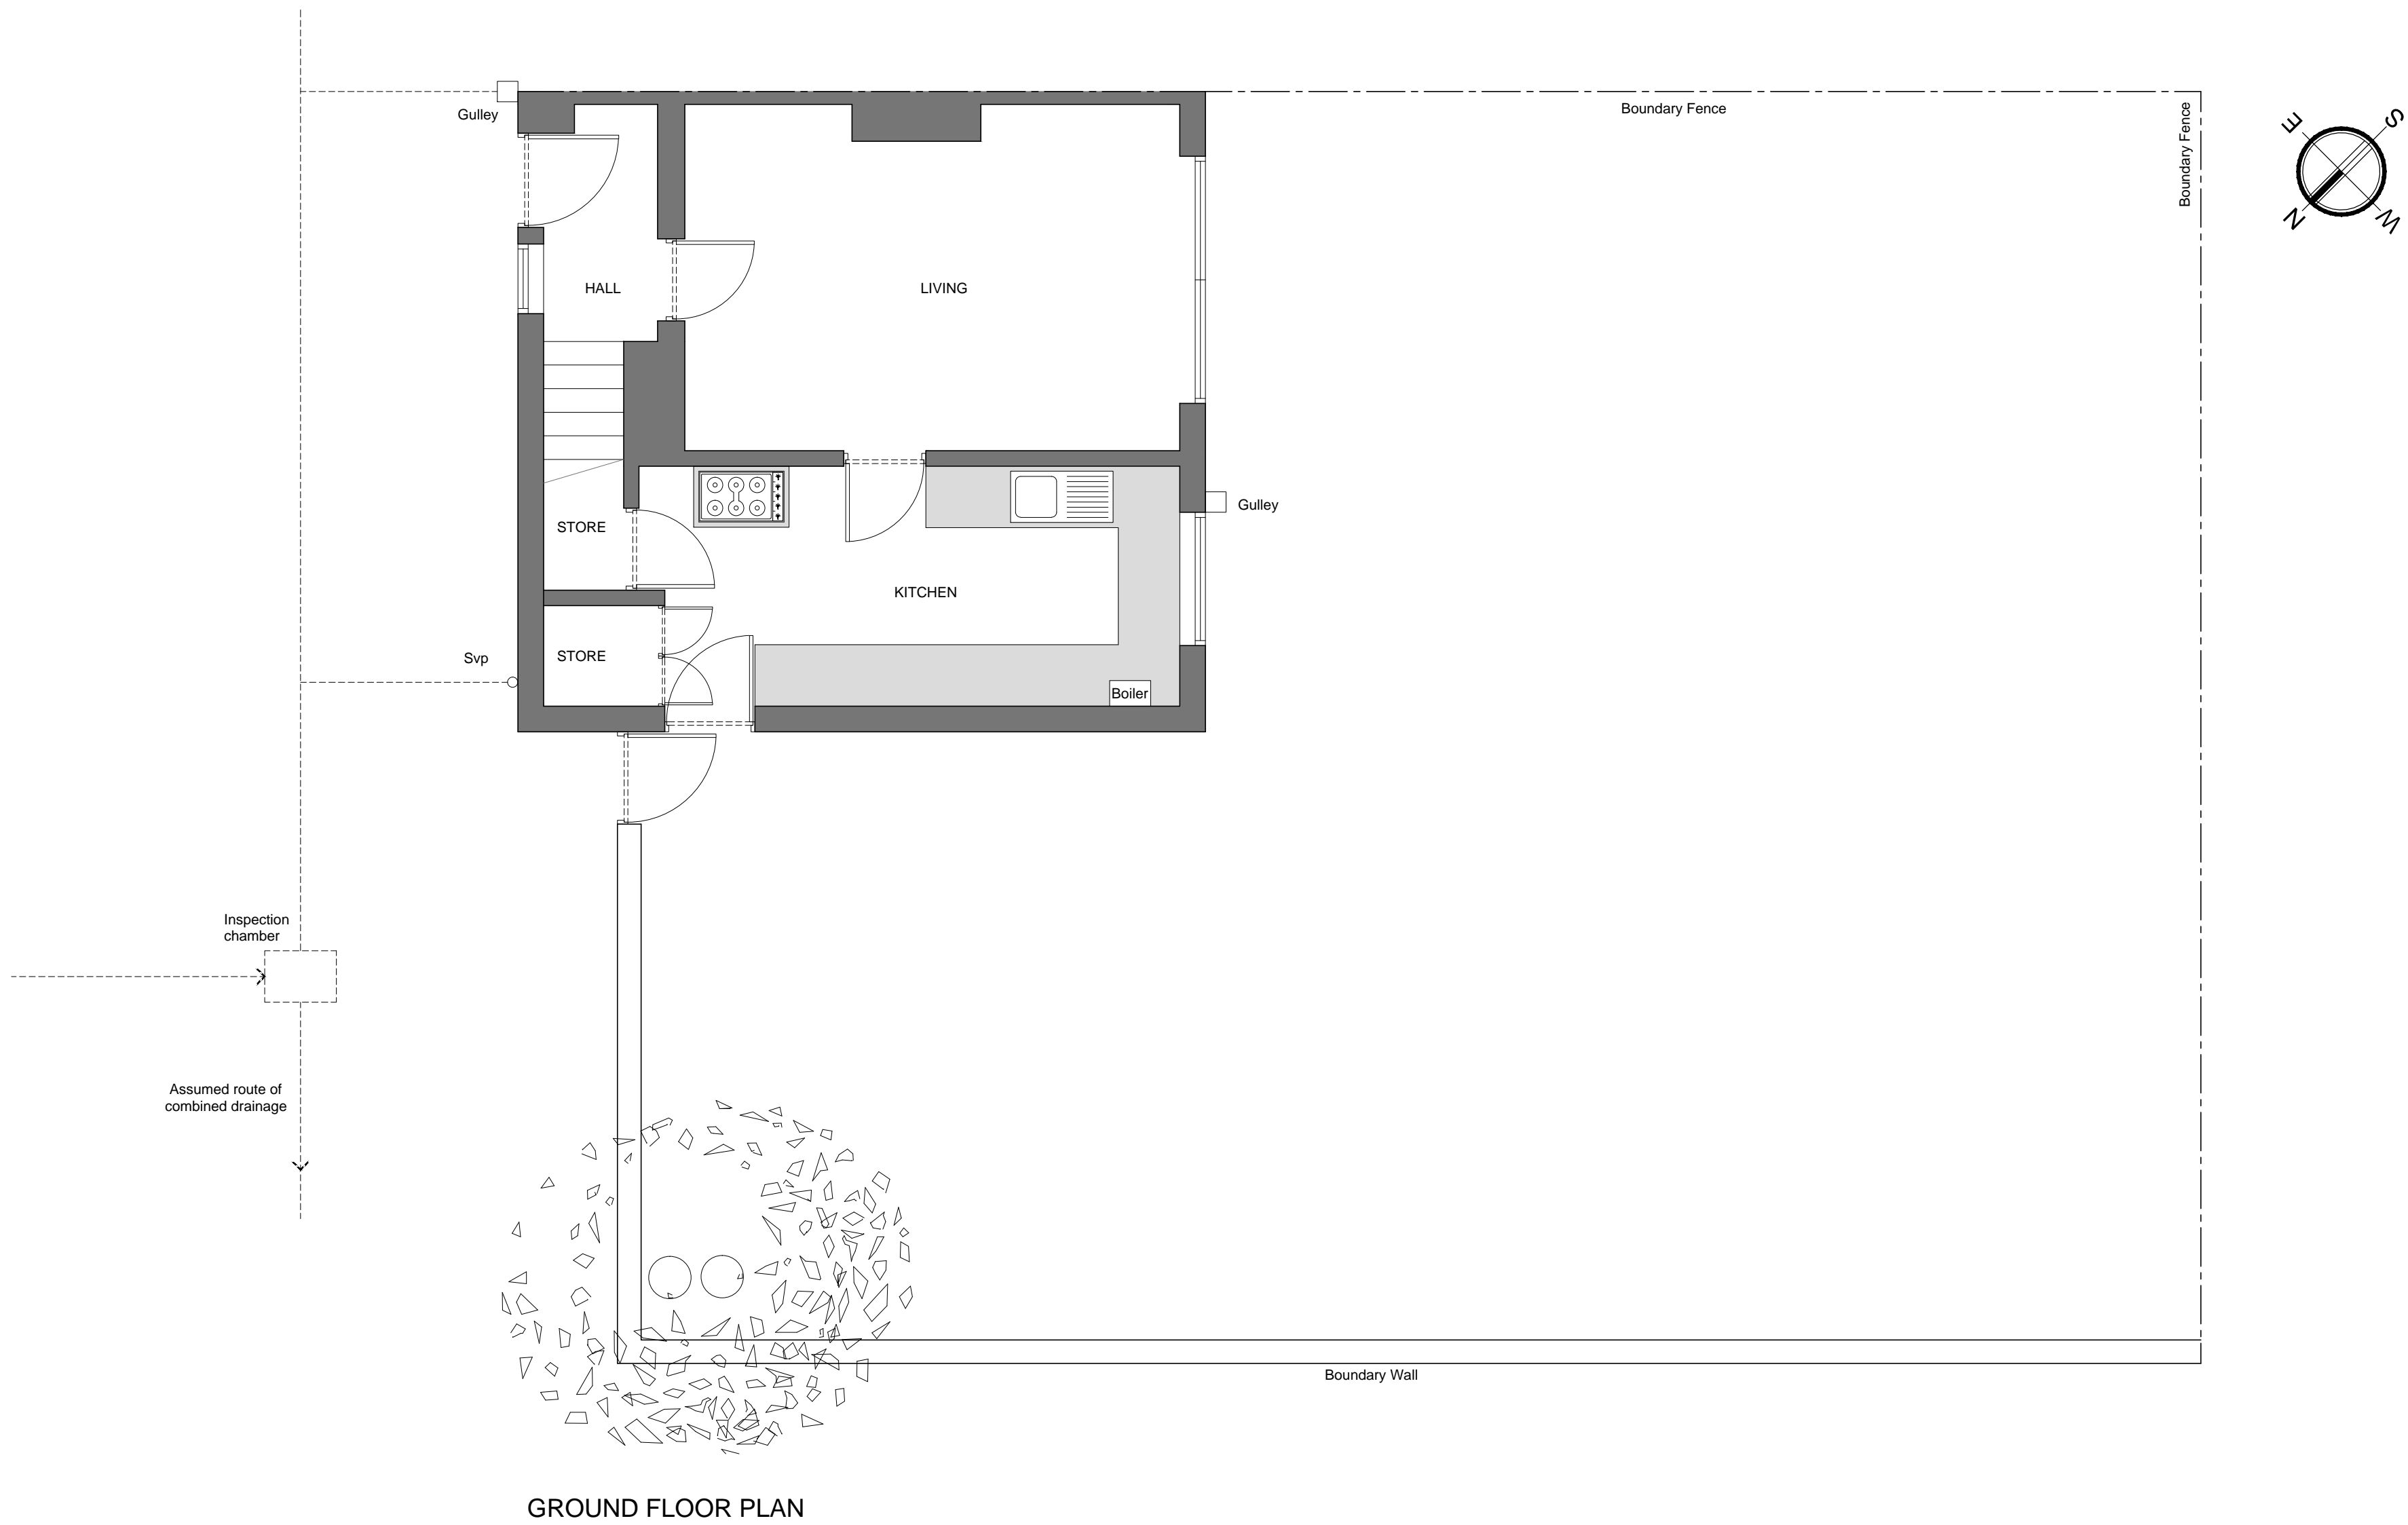 Gulley
Boundary Fence
Boundary Fence
E
S
N
W
HALL
LIVING
Gulley
STORE
KITCHEN
STORE
Svp
Boiler
Inspection
chamber
Assumed route of
combined drainage
Boundary Wall
GROUND FLOOR PLAN